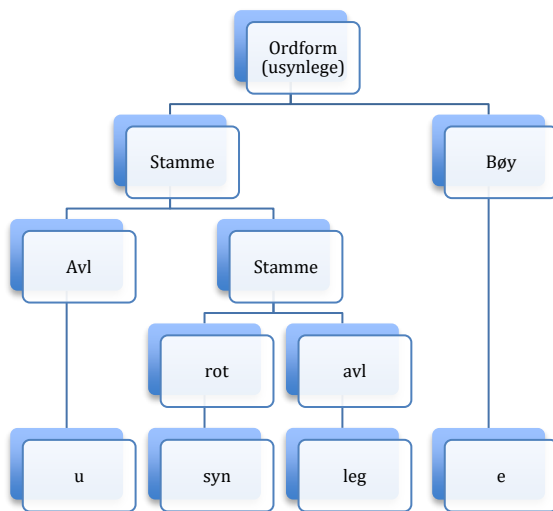 Ordform
(usynlege)
Stamme
Bøy
Avl
Stamme
rot
avl
u
syn
leg
e